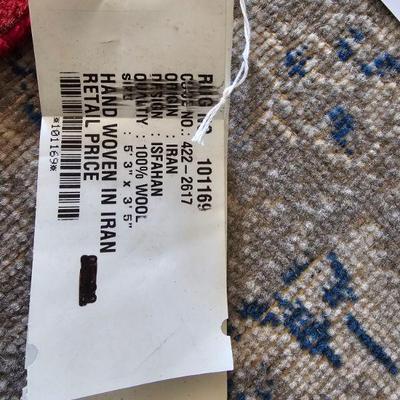 RUG NO 101169
CODE NO.: 422-2617
ORIGIN : IRAN
DESIGN : ISFAHAN
QUALITY : 100% WOOL
SIZE : 5' 3" x 3' 5"
*101169*
HAND WOVEN IN IRAN
RETAIL PRICE